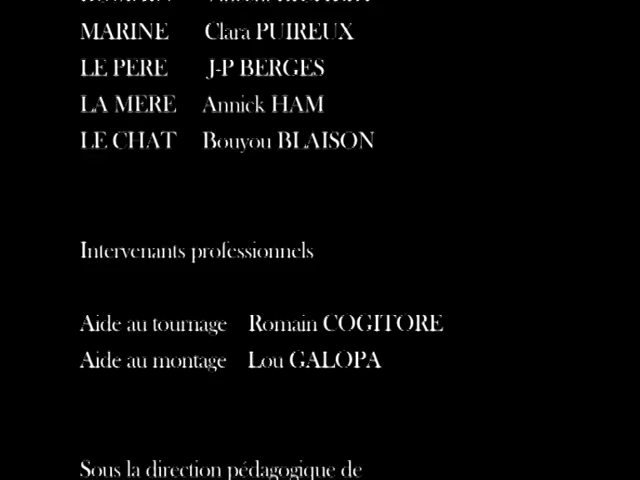 MARINE Clara PUIREUX
LE PERE J-P BERGES
LA MERE Annick HAM
LE CHAT Bouyou BLAISON
Intervenants professionnels
Aide au tournage Romain COGITORE
Aide au montage Lou GALOPA
Sous la direction pédagogique de